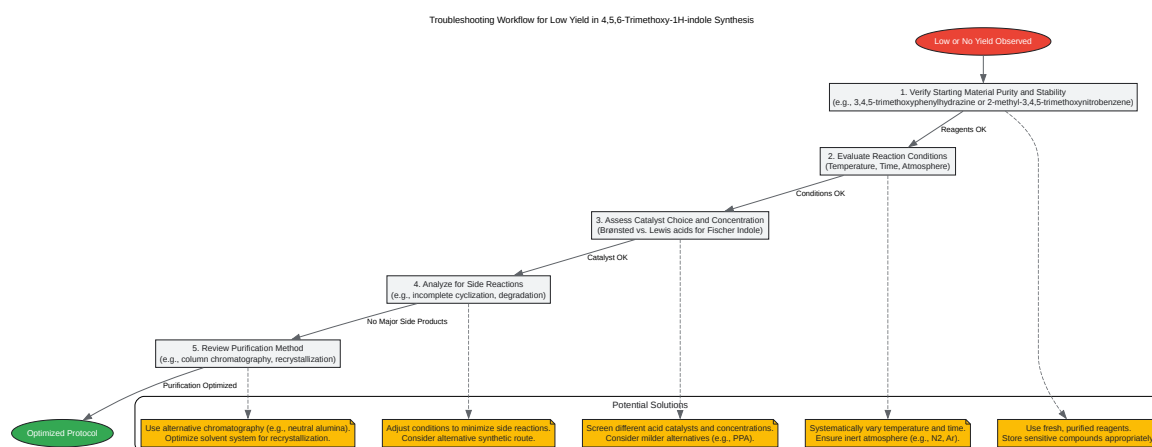 Troubleshooting Workflow for Low Yield in 4,5,6-Trimethoxy-1H-indole Synthesis
Low or No Yield Observed
1. Verify Starting Material Purity and Stability
(e.g., 3,4,5-trimethoxyphenylhydrazine or 2-methyl-3,4,5-trimethoxynitrobenzene)
Reagents OK
2. Evaluate Reaction Conditions
(Temperature, Time, Atmosphere)
Conditions OK
3. Assess Catalyst Choice and Concentration
(Brønsted vs. Lewis acids for Fischer Indole)
Catalyst OK
4. Analyze for Side Reactions
(e.g., incomplete cyclization, degradation)
No Major Side Products
5. Review Purification Method
(e.g., column chromatography, recrystallization)
Purification Optimized
Optimized Protocol
Potential Solutions
Use alternative chromatography (e.g., neutral alumina).
Optimize solvent system for recrystallization.
Adjust conditions to minimize side reactions.
Consider alternative synthetic route.
Screen different acid catalysts and concentrations.
Consider milder alternatives (e.g., PPA).
Systematically vary temperature and time.
Ensure inert atmosphere (e.g., N2, Ar).
Use fresh, purified reagents.
Store sensitive compounds appropriately